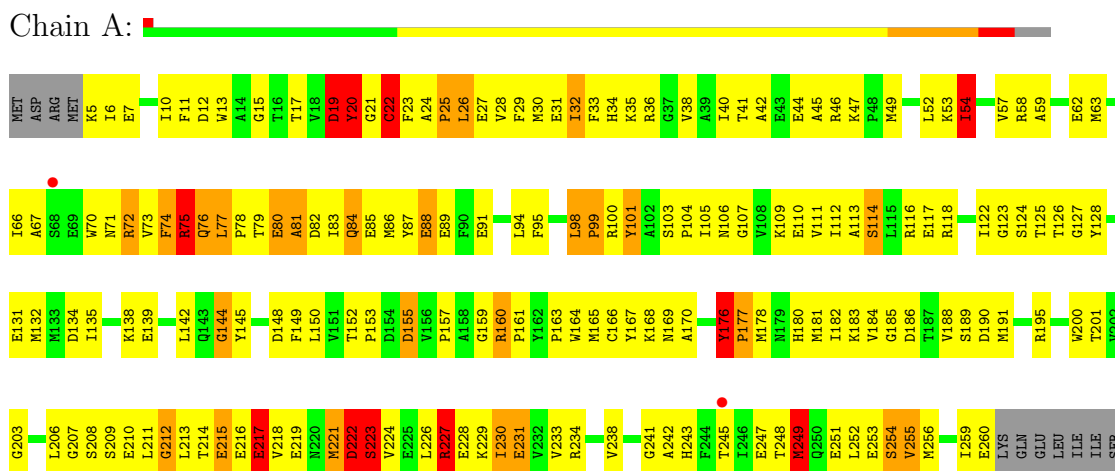 Chain A:
MET ASP ARG MET K5 I6 E7 I10 F11 D12 W13 A14 G15 T16 T17 V18 D19 Y20 G21 C22 F23 A24 P25 L26 E27 V28 F29 M30 E31 I32 F33 H34 K35 R36 G37 V38 A39 I40 T41 A42 E43 E44 A45 R46 K47 P48 M49 L52 K53 I54 V57 R58 A59 E62 M63
I66 A67 S68 E69 W70 N71 R72 V73 F74 R75 Q76 L77 P78 T79 E80 A81 D82 I83 Q84 E85 M86 Y87 E88 E89 F90 E91 L94 F95 L98 P99 R100 Y101 A102 S103 P104 I105 N106 G107 V108 K109 E110 V111 I112 A113 S114 L115 R116 E117 R118 I122 G123 S124 T125 T126 G127 Y128
E131 M132 M133 D134 I135 K138 E139 L142 Q143 G144 Y145 D148 F149 L150 V151 T152 P153 D154 D155 V156 P157 A158 G159 R160 P161 Y162 P163 W164 M165 C166 Y167 K168 N169 A170 Y176 P177 M178 N179 H180 M181 I182 K183 V184 G185 D186 T187 V188 S189 D190 M191 R195 W200 T201 V202
G203 L206 G207 S208 S209 E210 L211 G212 L213 T214 E215 E216 E217 V218 E219 N220 M221 D222 S223 V224 E225 L226 R227 E228 K229 I230 E231 V232 V233 R234 V238 G241 A242 H243 F244 T245 I246 E247 T248 M249 Q250 E251 L252 E253 S254 V255 M256 I259 E260 LYS GLN GLU LEU ILE ILE SER